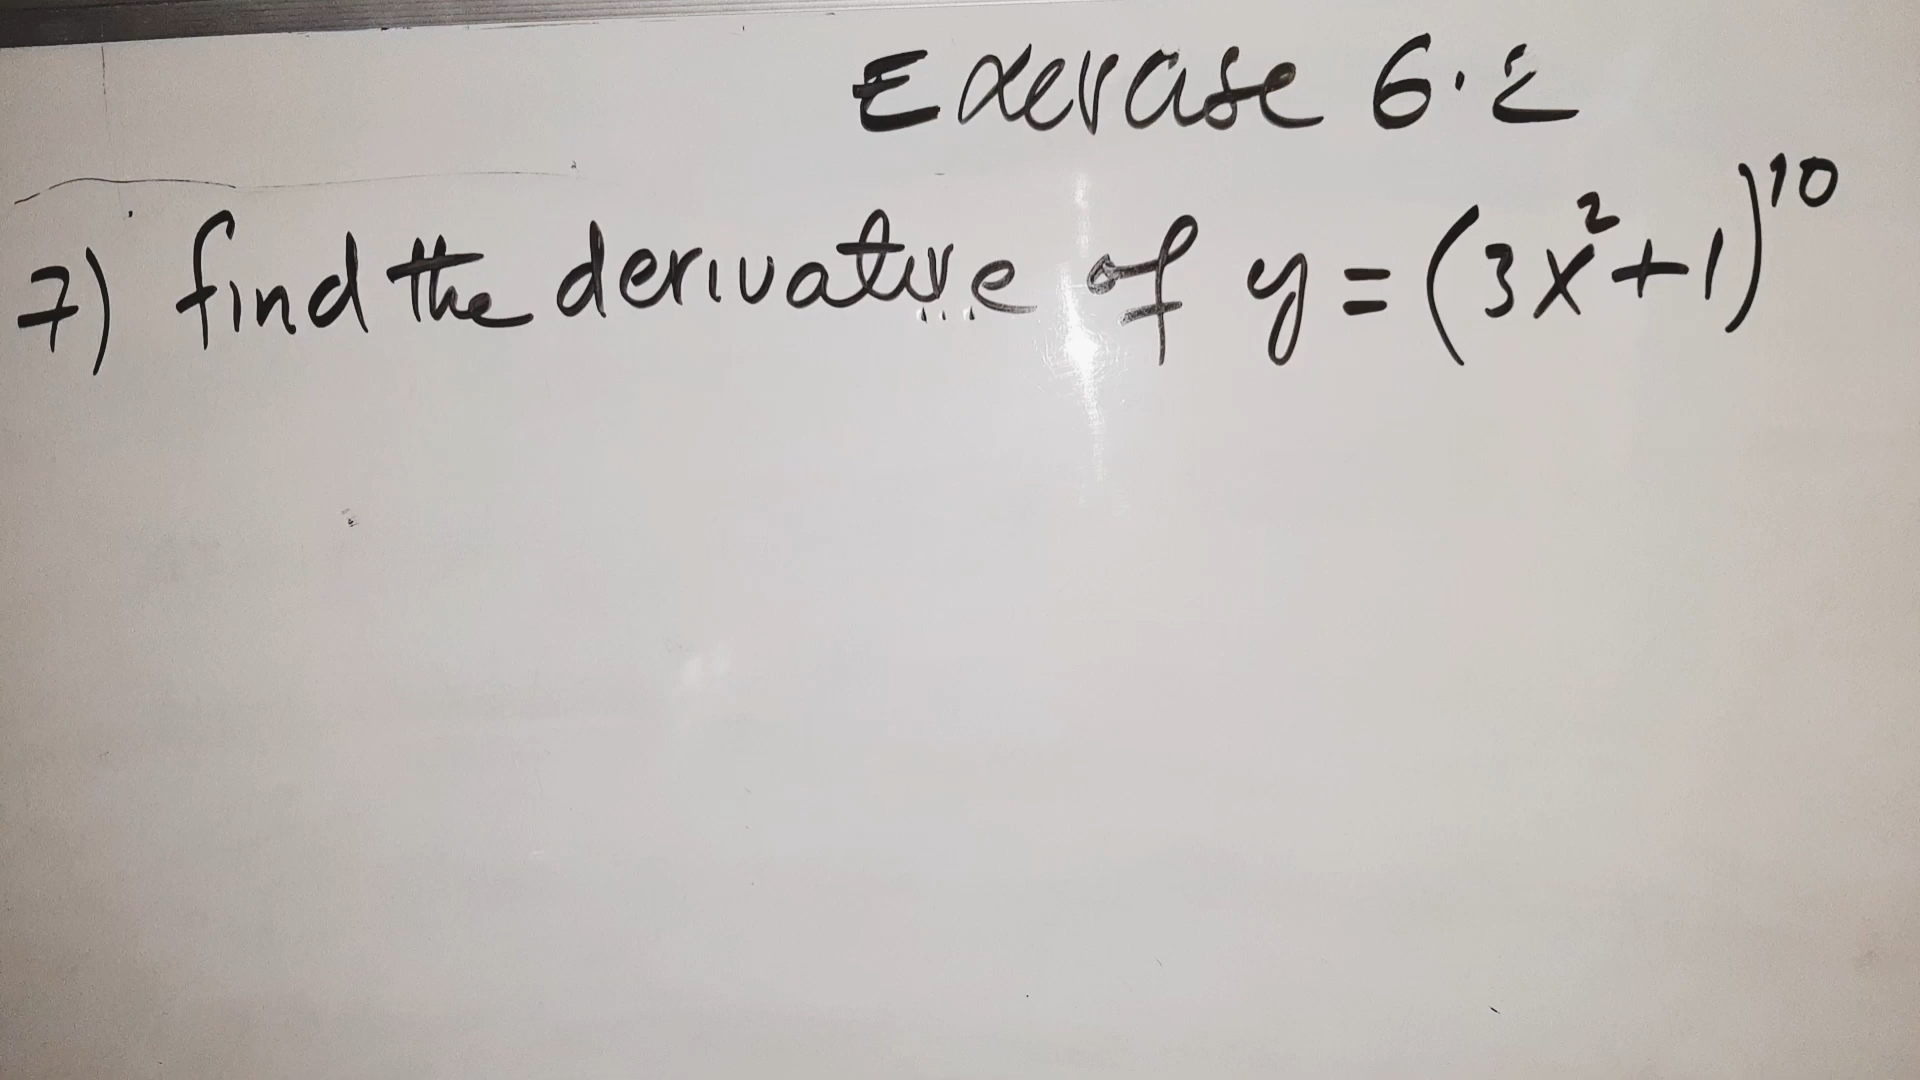 Exercise 6.2
7) find the derivative of y = (3x²+1)¹⁰